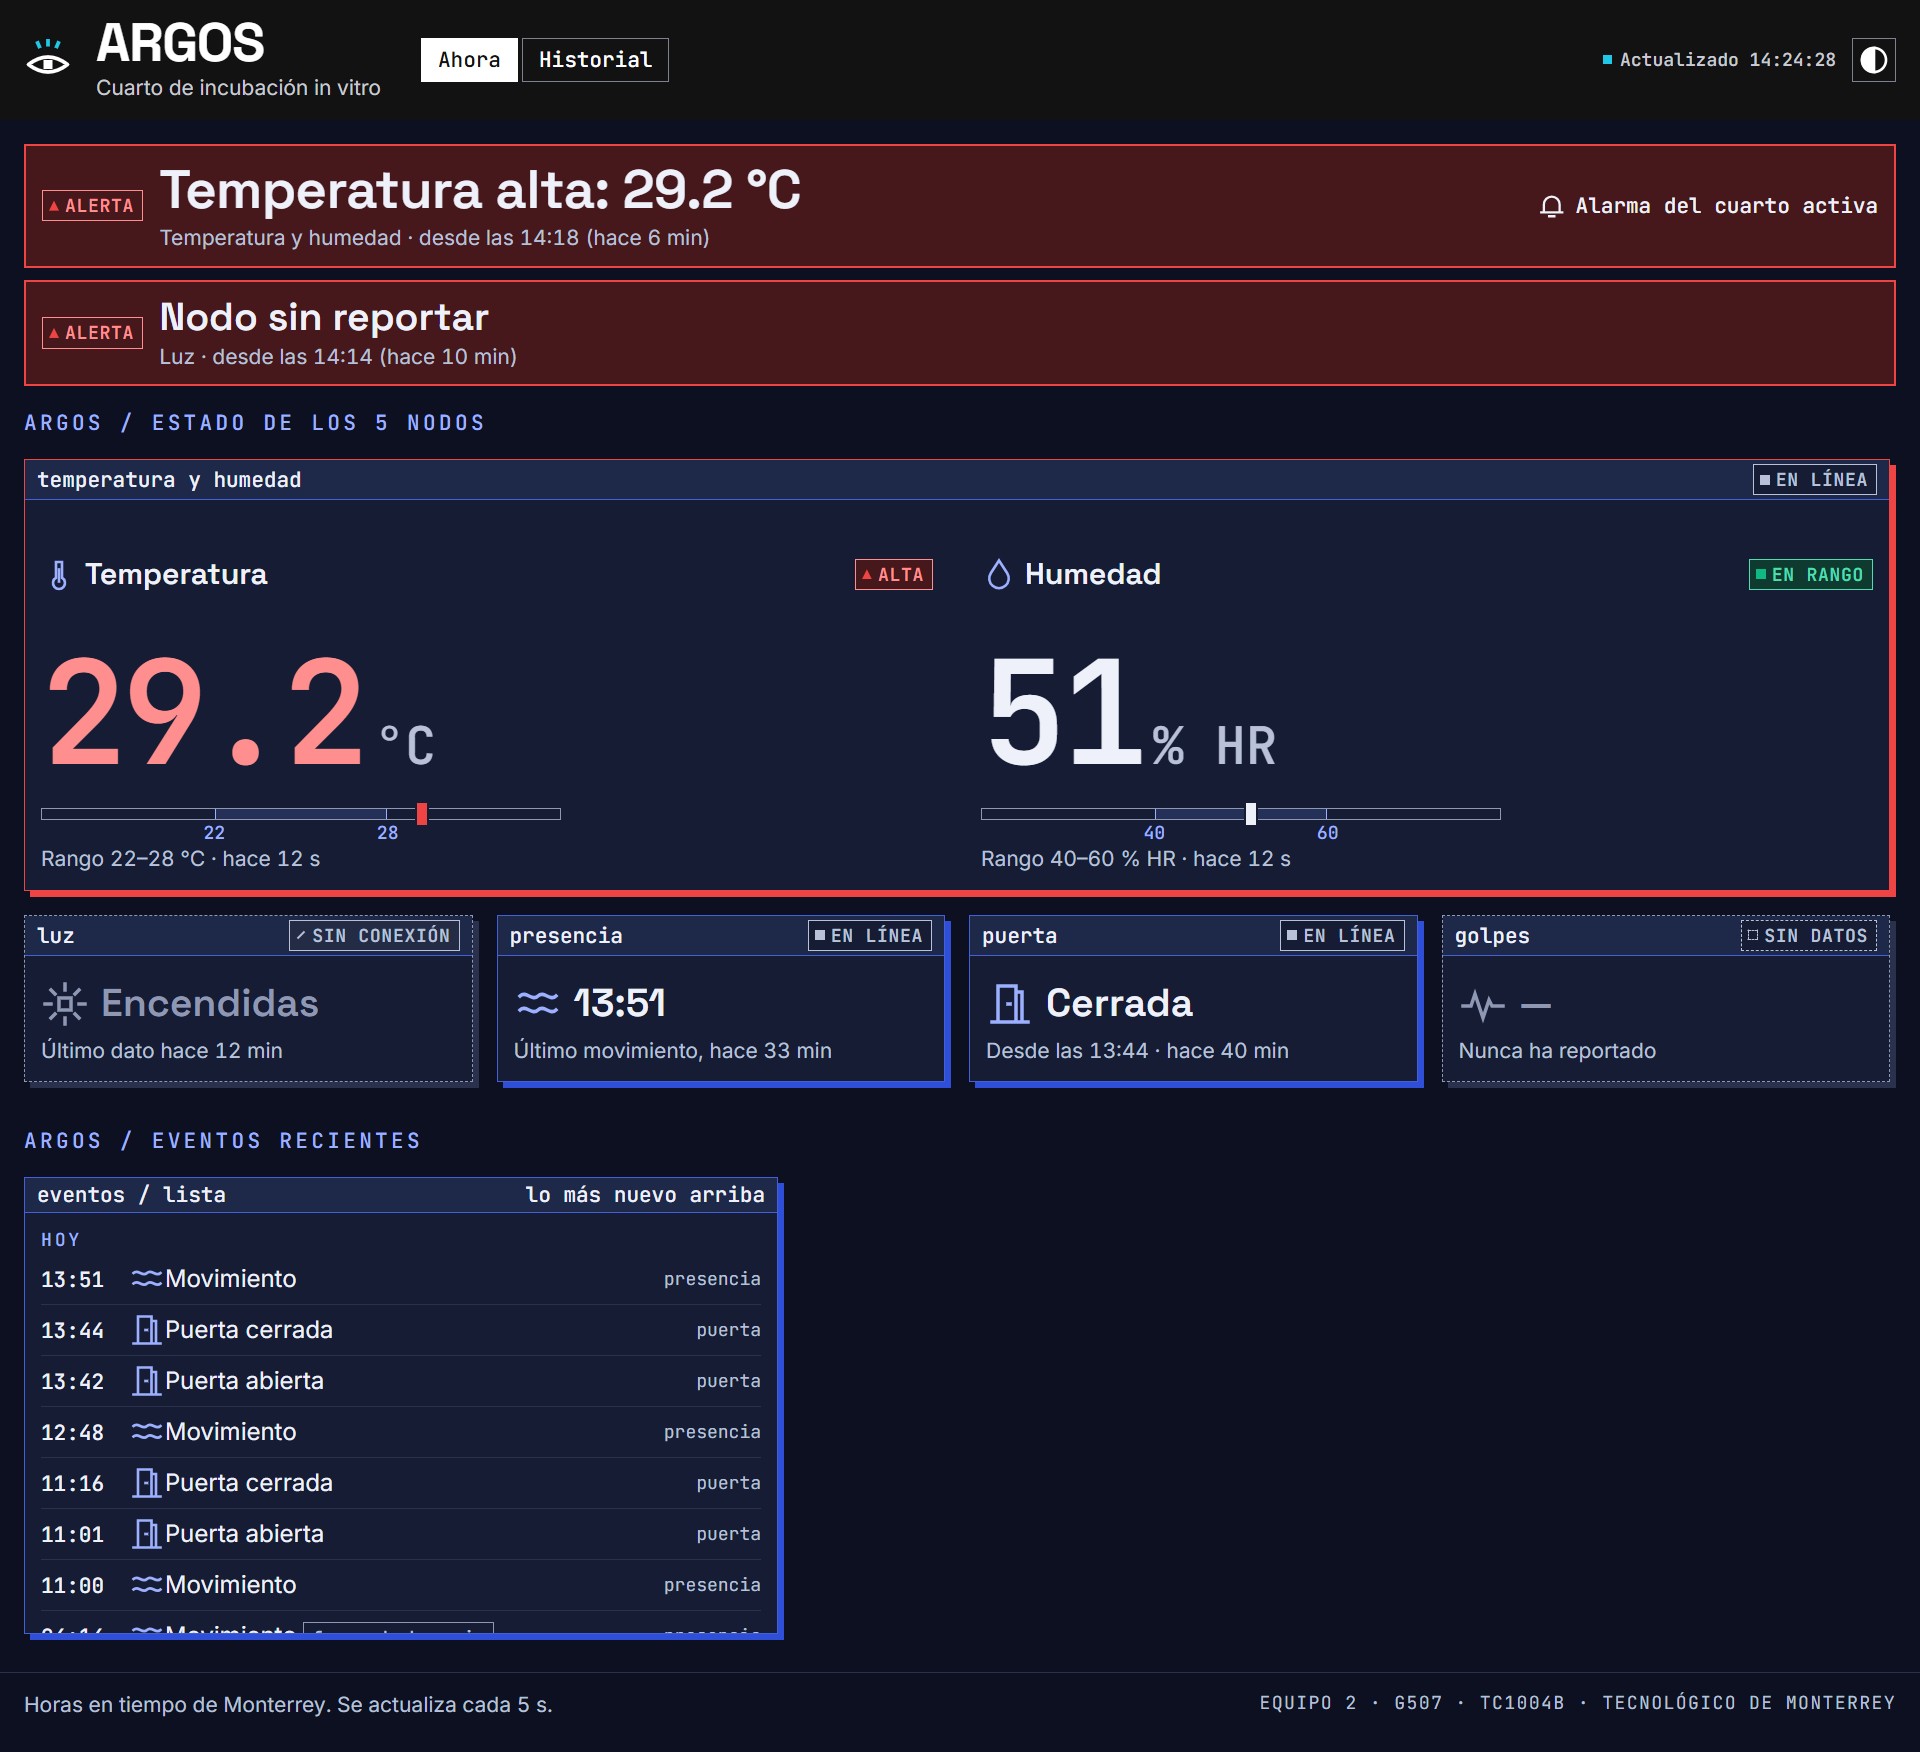 ARGOS
Cuarto de incubación in vitro
Ahora
Historial
Actualizado 14:24:28
ALERTA
Temperatura alta: 29.2 °C
Temperatura y humedad · desde las 14:18 (hace 6 min)
Alarma del cuarto activa
ALERTA
Nodo sin reportar
Luz · desde las 14:14 (hace 10 min)
ARGOS / ESTADO DE LOS 5 NODOS
temperatura y humedad
EN LÍNEA
Temperatura
ALTA
29.2 °C
22
28
Rango 22–28 °C · hace 12 s
Humedad
EN RANGO
51 % HR
40
60
Rango 40–60 % HR · hace 12 s
luz
SIN CONEXIÓN
Encendidas
Último dato hace 12 min
presencia
EN LÍNEA
13:51
Último movimiento, hace 33 min
puerta
EN LÍNEA
Cerrada
Desde las 13:44 · hace 40 min
golpes
SIN DATOS
—
Nunca ha reportado
ARGOS / EVENTOS RECIENTES
eventos / lista
lo más nuevo arriba
HOY
13:51 Movimiento presencia
13:44 Puerta cerrada puerta
13:42 Puerta abierta puerta
12:48 Movimiento presencia
11:16 Puerta cerrada puerta
11:01 Puerta abierta puerta
11:00 Movimiento presencia
Movimiento presencia
Horas en tiempo de Monterrey. Se actualiza cada 5 s.
EQUIPO 2 · G507 · TC1004B · TECNOLÓGICO DE MONTERREY